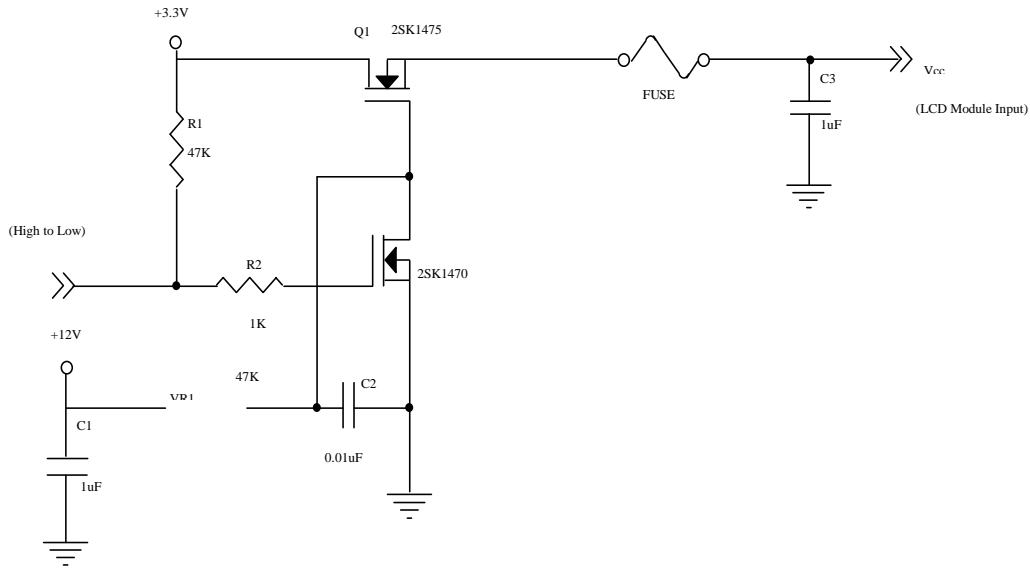 +3.3V
Q1
2SK1475
R1
47K
FUSE
C3
1uF
Vcc
(LCD Module Input)
(High to Low)
R2
1K
2SK1470
+12V
VR1
47K
C2
0.01uF
C1
1uF